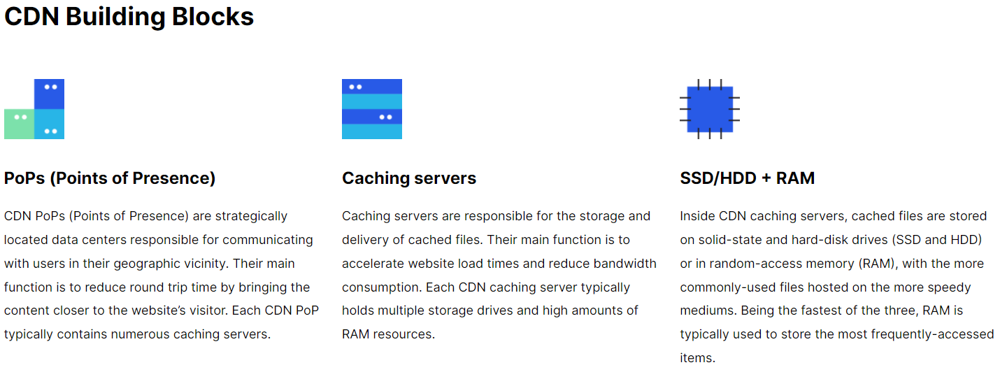 CDN Building Blocks
PoPs (Points of Presence)
CDN PoPs (Points of Presence) are strategically
located data centers responsible for communicating
with users in their geographic vicinity. Their main
function is to reduce round trip time by bringing the
content closer to the website’s visitor. Each CDN PoP
typically contains numerous caching servers.
Caching servers
Caching servers are responsible for the storage and
delivery of cached files. Their main function is to
accelerate website load times and reduce bandwidth
consumption. Each CDN caching server typically
holds multiple storage drives and high amounts of
RAM resources.
SSD/HDD + RAM
Inside CDN caching servers, cached files are stored
on solid-state and hard-disk drives (SSD and HDD)
or in random-access memory (RAM), with the more
commonly-used files hosted on the more speedy
mediums. Being the fastest of the three, RAM is
typically used to store the most frequently-accessed
items.